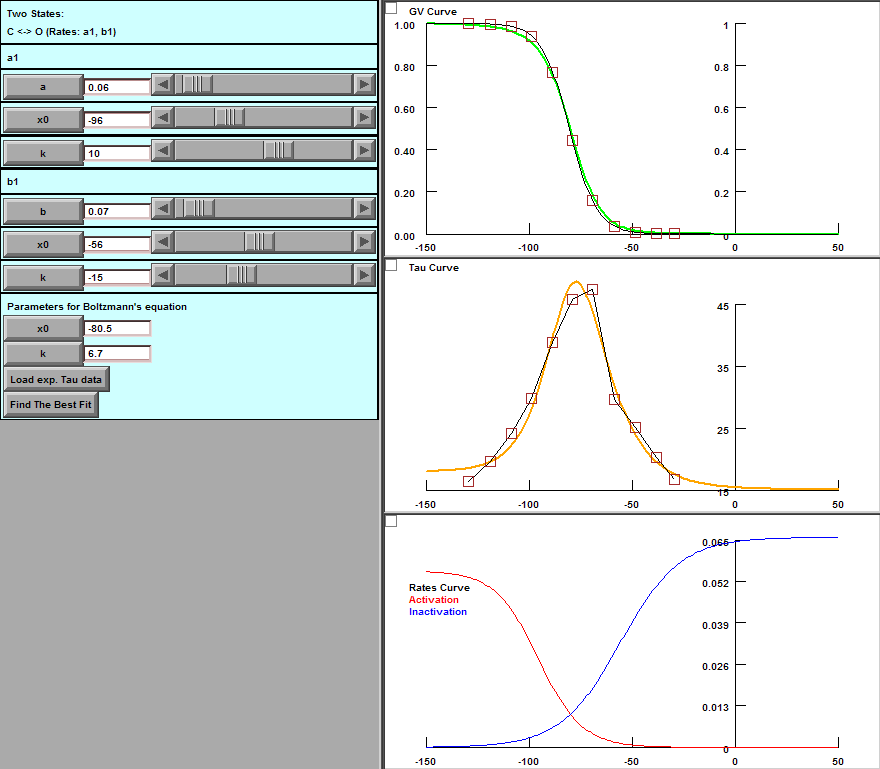 Two States:
C <-> O (Rates: a1, b1)
a1
a 0.06
x0 -96
k 10
b1
b 0.07
x0 -56
k -15
Parameters for Boltzmann's equation
x0 -80.5
k 6.7
Load exp. Tau data
Find The Best Fit
GV Curve
1.00 1
0.80 0.8
0.60 0.6
0.40 0.4
0.20 0.2
0.00
-150 -100 -50 0 50
Tau Curve
45
35
25
15
-150 -100 -50 0 50
0.065
0.052
0.039
0.026
0.013
0
Rates Curve
Activation
Inactivation
-150 -100 -50 0 50